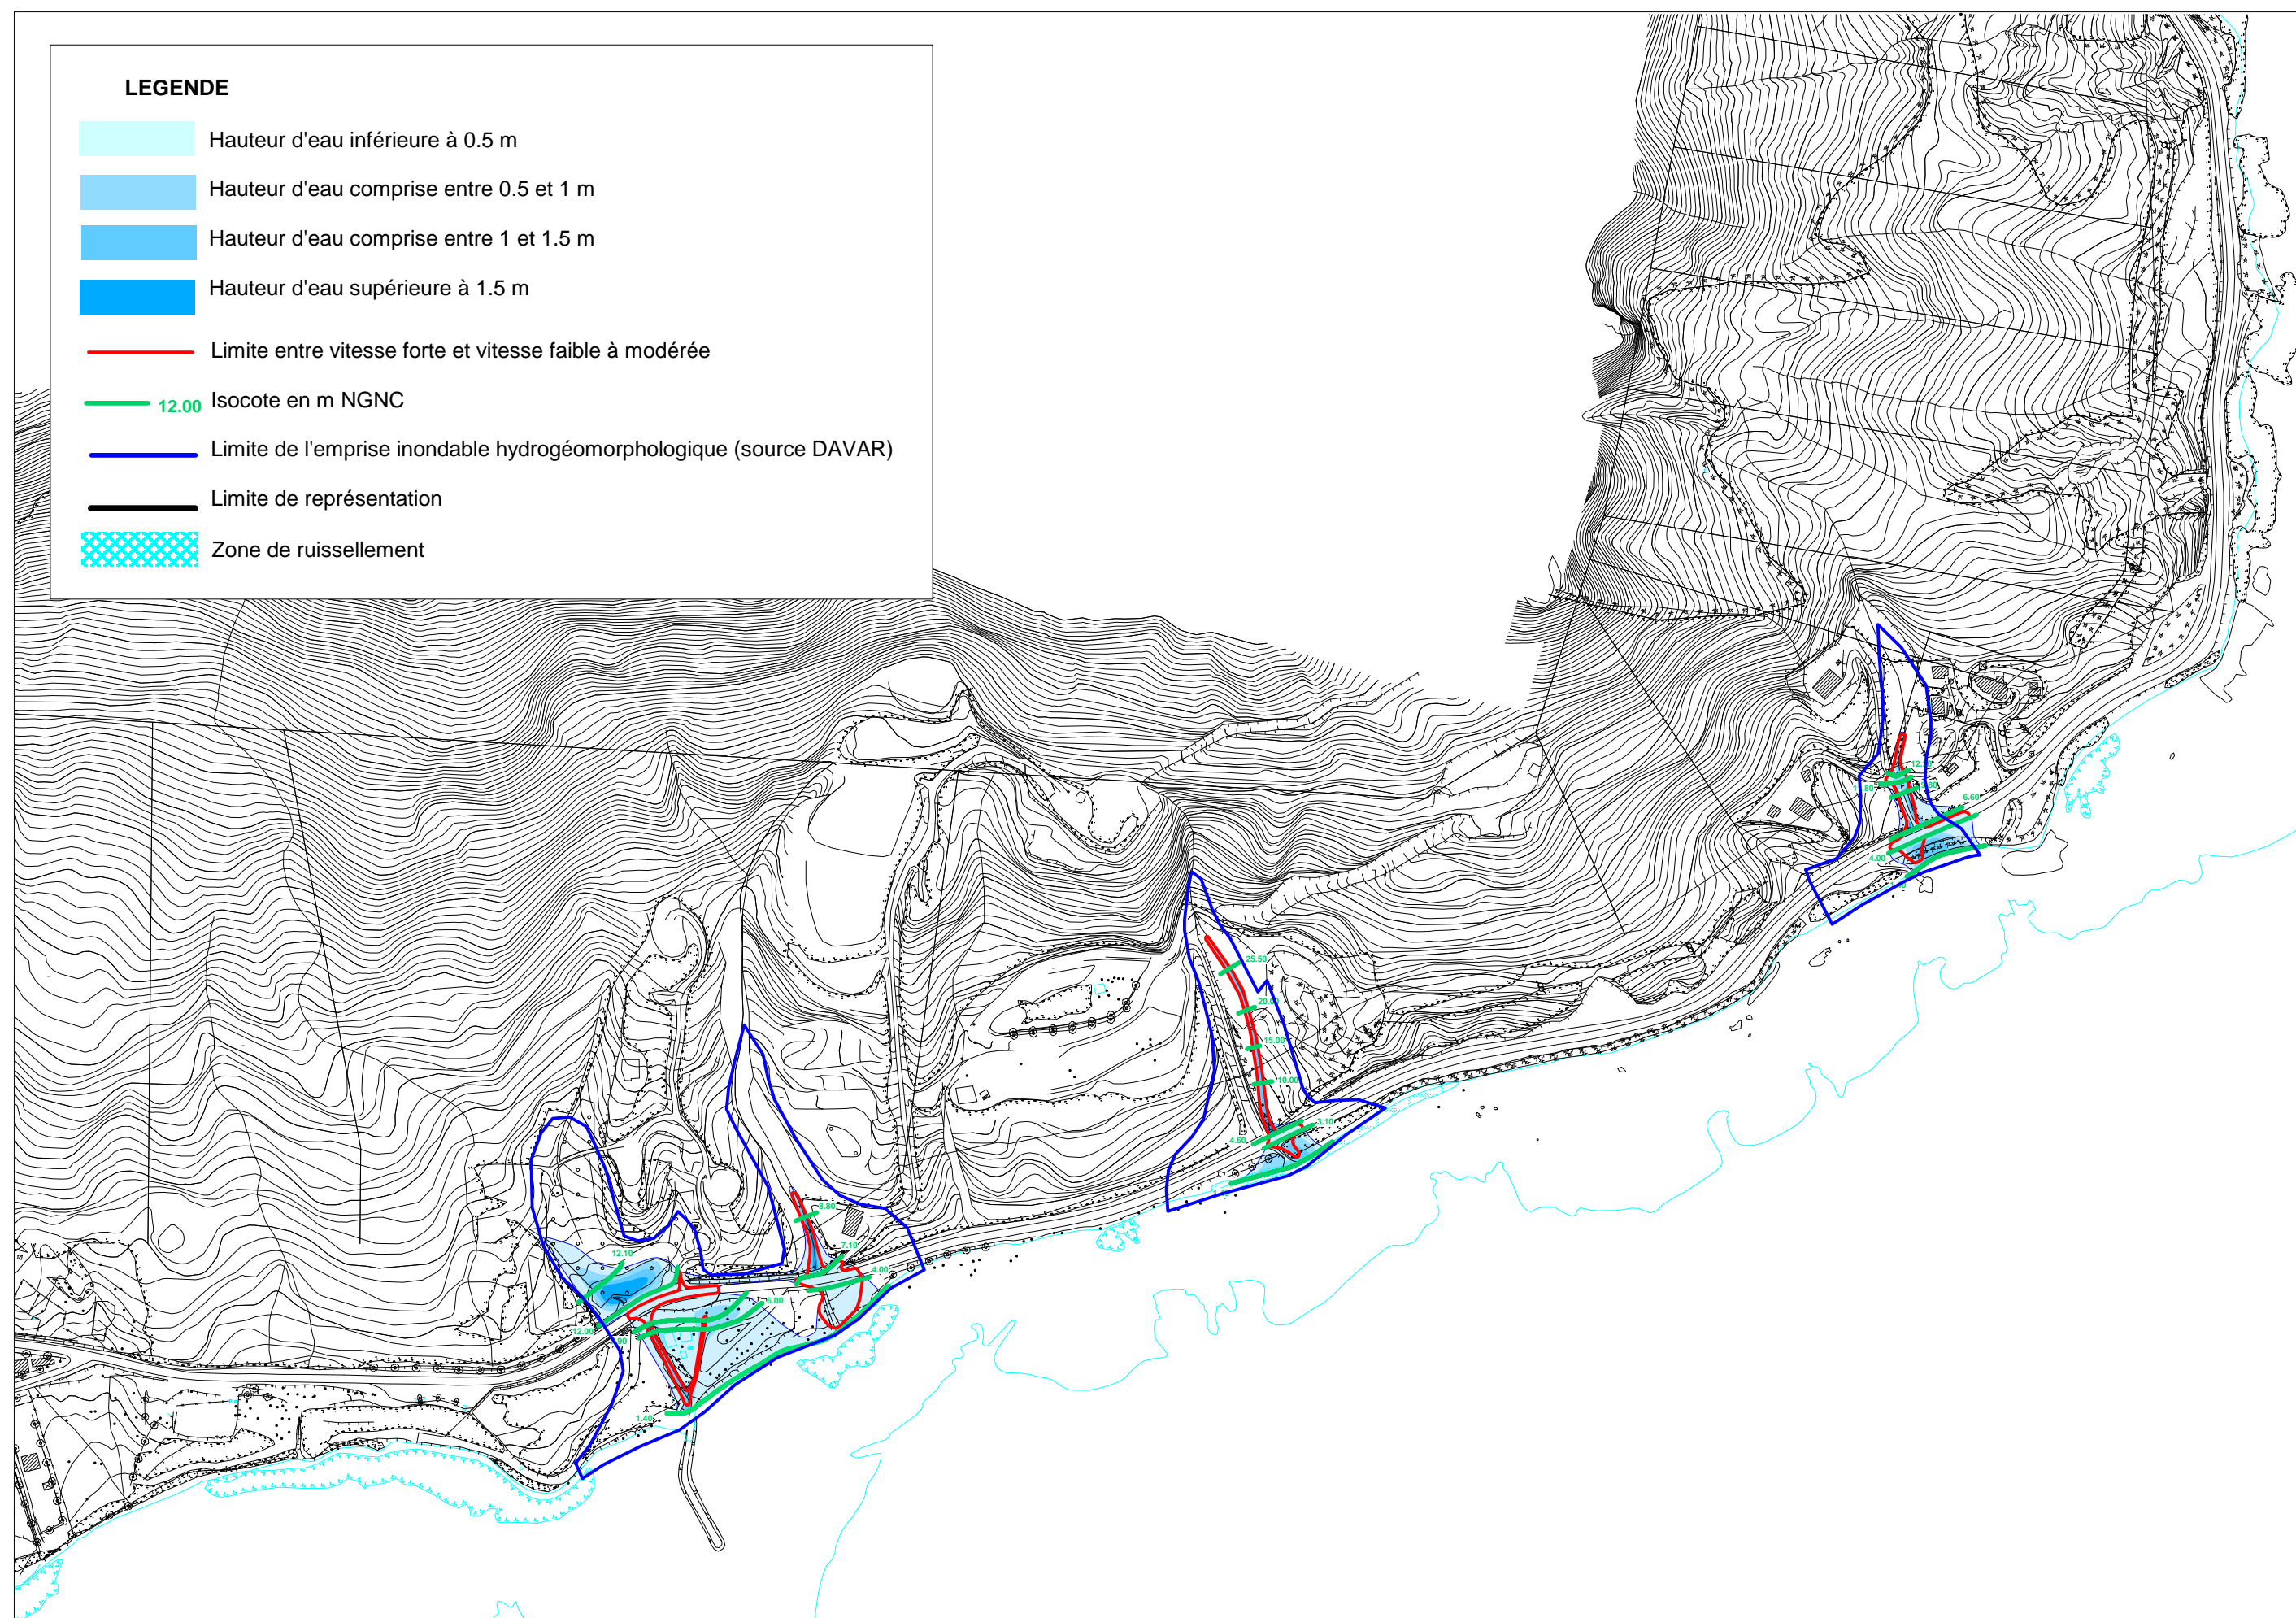 LEGENDE
Hauteur d'eau inférieure à 0.5 m
Hauteur d'eau comprise entre 0.5 et 1 m
Hauteur d'eau comprise entre 1 et 1.5 m
Hauteur d'eau supérieure à 1.5 m
Limite entre vitesse forte et vitesse faible à modérée
12.00 Isocote en m NGNC
Limite de l'emprise inondable hydrogéomorphologique (source DAVAR)
Limite de représentation
Zone de ruissellement
6.60
4.00
25.50
20.00
15.00
10.00
4.60
3.10
8.80
7.10
4.00
12.10
6.00
12.00
1.40